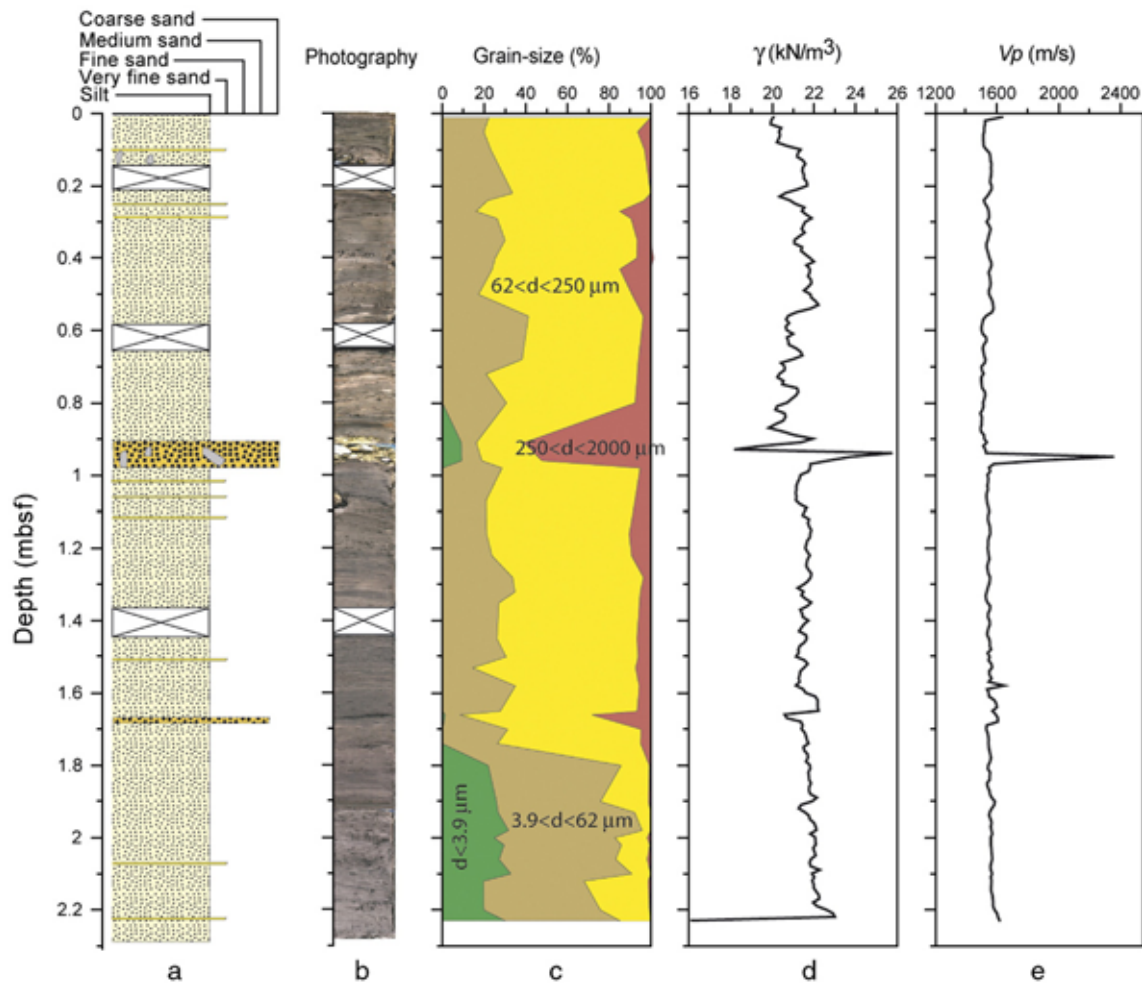 Coarse sand
Medium sand
Fine sand
Very fine sand
Silt
Photography
Grain-size (%)
γ (kN/m³)
Vp (m/s)
0 20 40 60 80 100
16 18 20 22 24 26
1200 1600 2000 2400
Depth (mbsf)
0
0.2
0.4
0.6
0.8
1
1.2
1.4
1.6
1.8
2
2.2
62<d<250 µm
250<d<2000 µm
3.9<d<62 µm
d<3.9 µm
a b c d e